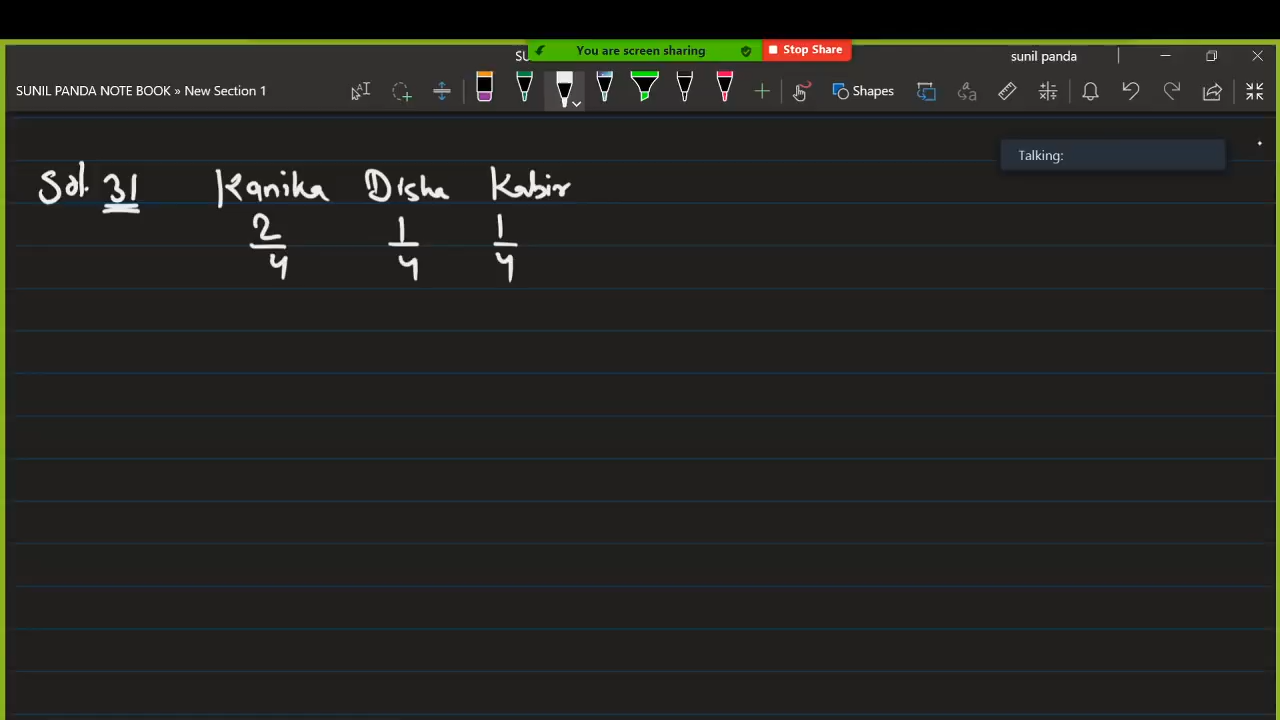 SU You are screen sharing Stop Share sunil panda
SUNIL PANDA NOTE BOOK » New Section 1 Shapes
Talking:
Sol. 31 Kanika Disha Kabir
2/4 1/4 1/4